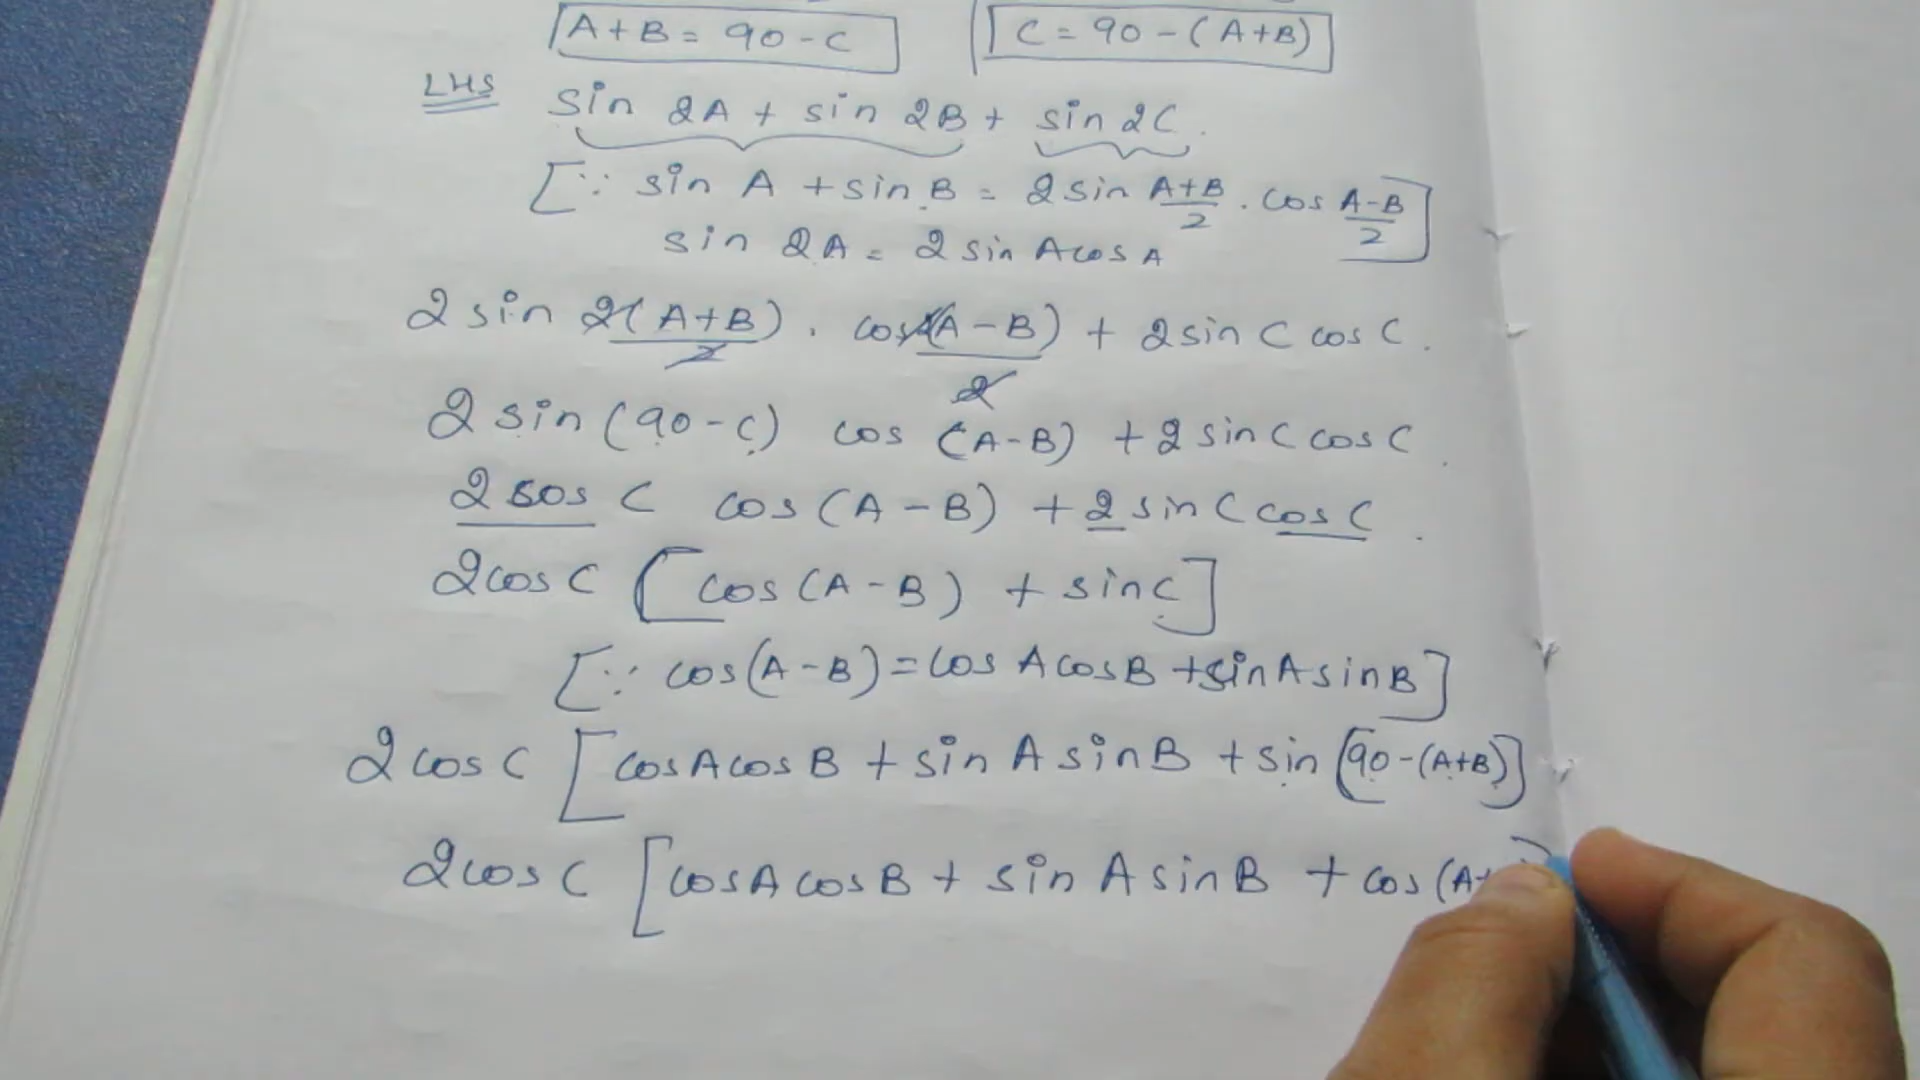 A+B = 90-C   C = 90-(A+B)
LHS sin 2A + sin 2B + sin 2C.
[∵ sin A + sin B = 2 sin A+B/2 . cos A-B/2]
sin 2A = 2 sin A cos A
2 sin 2(A+B)/2 . cos 2(A-B)/2 + 2 sin C cos C.
2 sin (90-C) cos (A-B) + 2 sin C cos C.
2 cos C cos (A-B) + 2 sin C cos C.
2 cos C [cos (A-B) + sin C]
[∵ cos(A-B) = cos A cos B + sin A sin B]
2 cos C [cos A cos B + sin A sin B + sin [90-(A+B)]
2 cos C [cos A cos B + sin A sin B + cos (A+